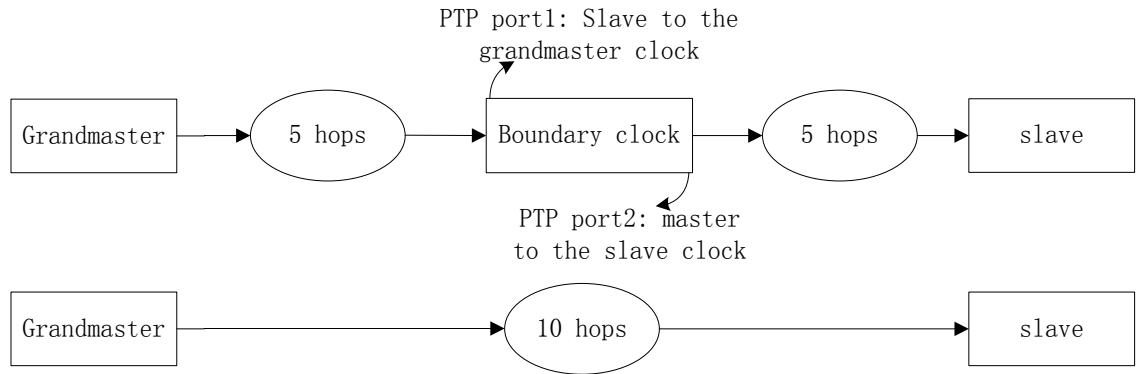 PTP port1: Slave to the
grandmaster clock
Grandmaster
5 hops
Boundary clock
5 hops
slave
PTP port2: master
to the slave clock
Grandmaster
10 hops
slave